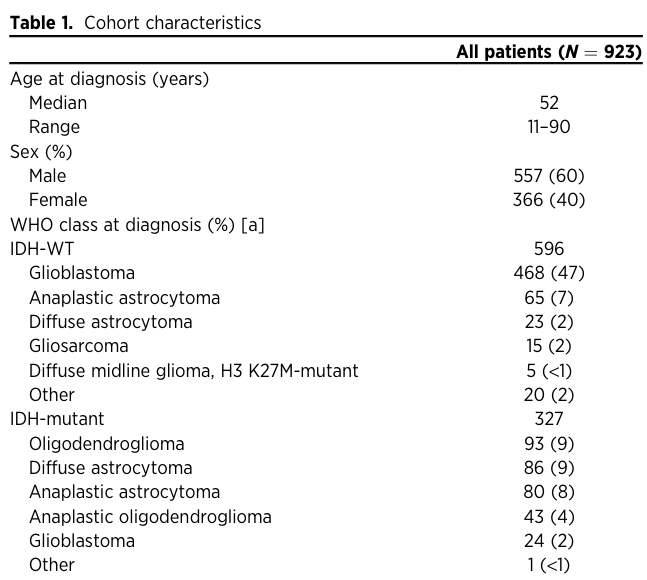 Table 1. Cohort characteristics
All patients (N = 923)
Age at diagnosis (years)
Median 52
Range 11–90
Sex (%)
Male 557 (60)
Female 366 (40)
WHO class at diagnosis (%) [a]
IDH-WT 596
Glioblastoma 468 (47)
Anaplastic astrocytoma 65 (7)
Diffuse astrocytoma 23 (2)
Gliosarcoma 15 (2)
Diffuse midline glioma, H3 K27M-mutant 5 (<1)
Other 20 (2)
IDH-mutant 327
Oligodendroglioma 93 (9)
Diffuse astrocytoma 86 (9)
Anaplastic astrocytoma 80 (8)
Anaplastic oligodendroglioma 43 (4)
Glioblastoma 24 (2)
Other 1 (<1)